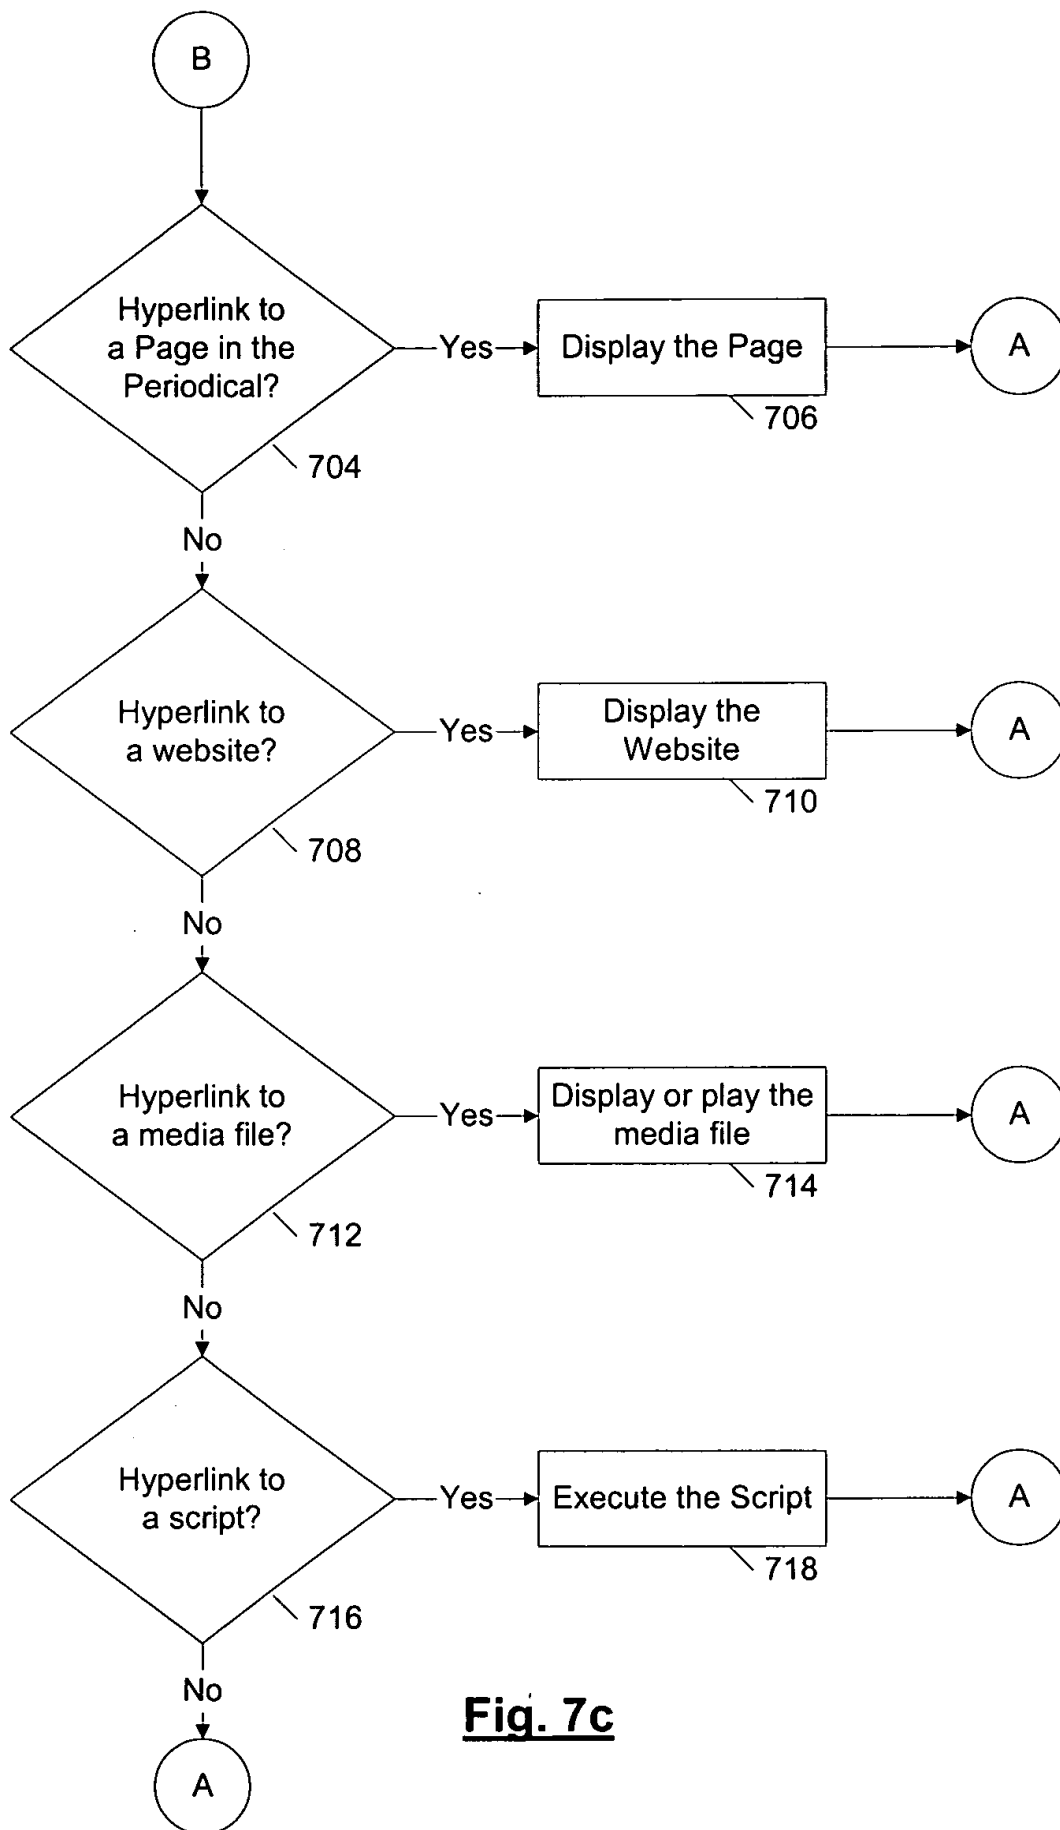 B
Hyperlink to
a Page in the
Periodical?
Yes
Display the Page
A
706
704
No
Hyperlink to
a website?
Yes
Display the
Website
A
710
708
No
Hyperlink to
a media file?
Yes
Display or play the
media file
A
714
712
No
Hyperlink to
a script?
Yes
Execute the Script
A
718
716
No
Fig. 7c
A